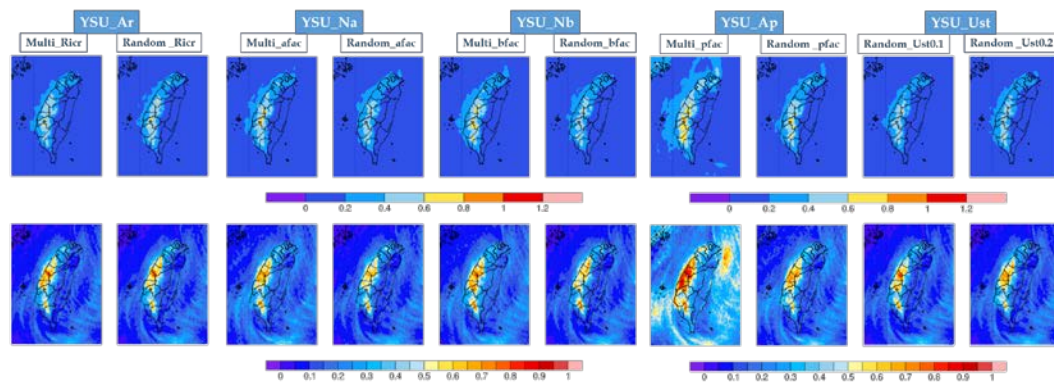 YSU_Ar YSU_Na YSU_Nb YSU_Ap YSU_Ust
Multi_Ricr Random _Ricr Multi_afac Random_afac Multi_bfac Random_bfac Multi_pfac Random _pfac Random_Ust0.1 Random _Ust0.2
0 0.2 0.4 0.6 0.8 1 1.2 0 0.2 0.4 0.6 0.8 1 1.2
0 0.1 0.2 0.3 0.4 0.5 0.6 0.7 0.8 0.9 1 0 0.1 0.2 0.3 0.4 0.5 0.6 0.7 0.8 0.9